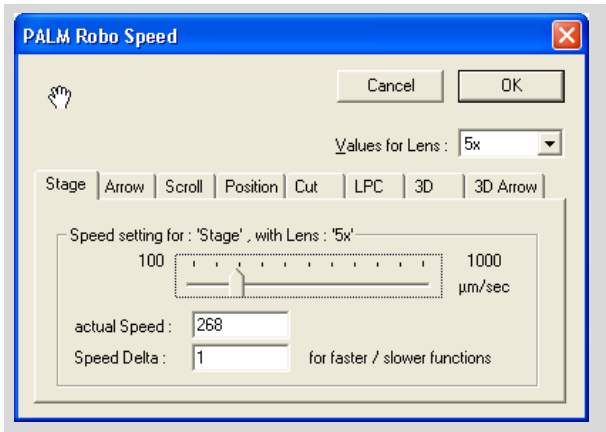 PALM Robo Speed
Cancel OK
Values for Lens : 5x
Stage Arrow Scroll Position Cut LPC 3D 3D Arrow
Speed setting for : 'Stage' , with Lens : '5x'
100 1000
µm/sec
actual Speed : 268
Speed Delta : 1 for faster / slower functions